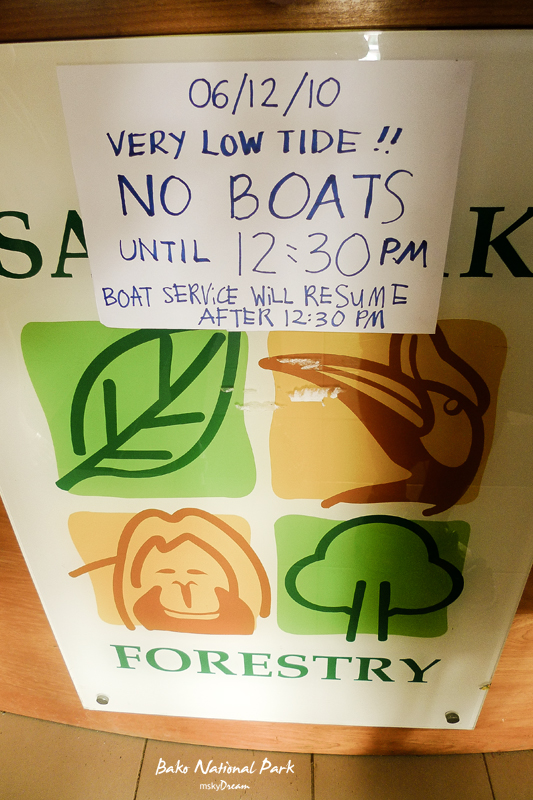 06/12/10
VERY LOW TIDE !!
NO BOATS
UNTIL 12:30 PM
BOAT SERVICE WILL RESUME
AFTER 12:30 PM
FORESTRY
Bako National Park
mskyDream